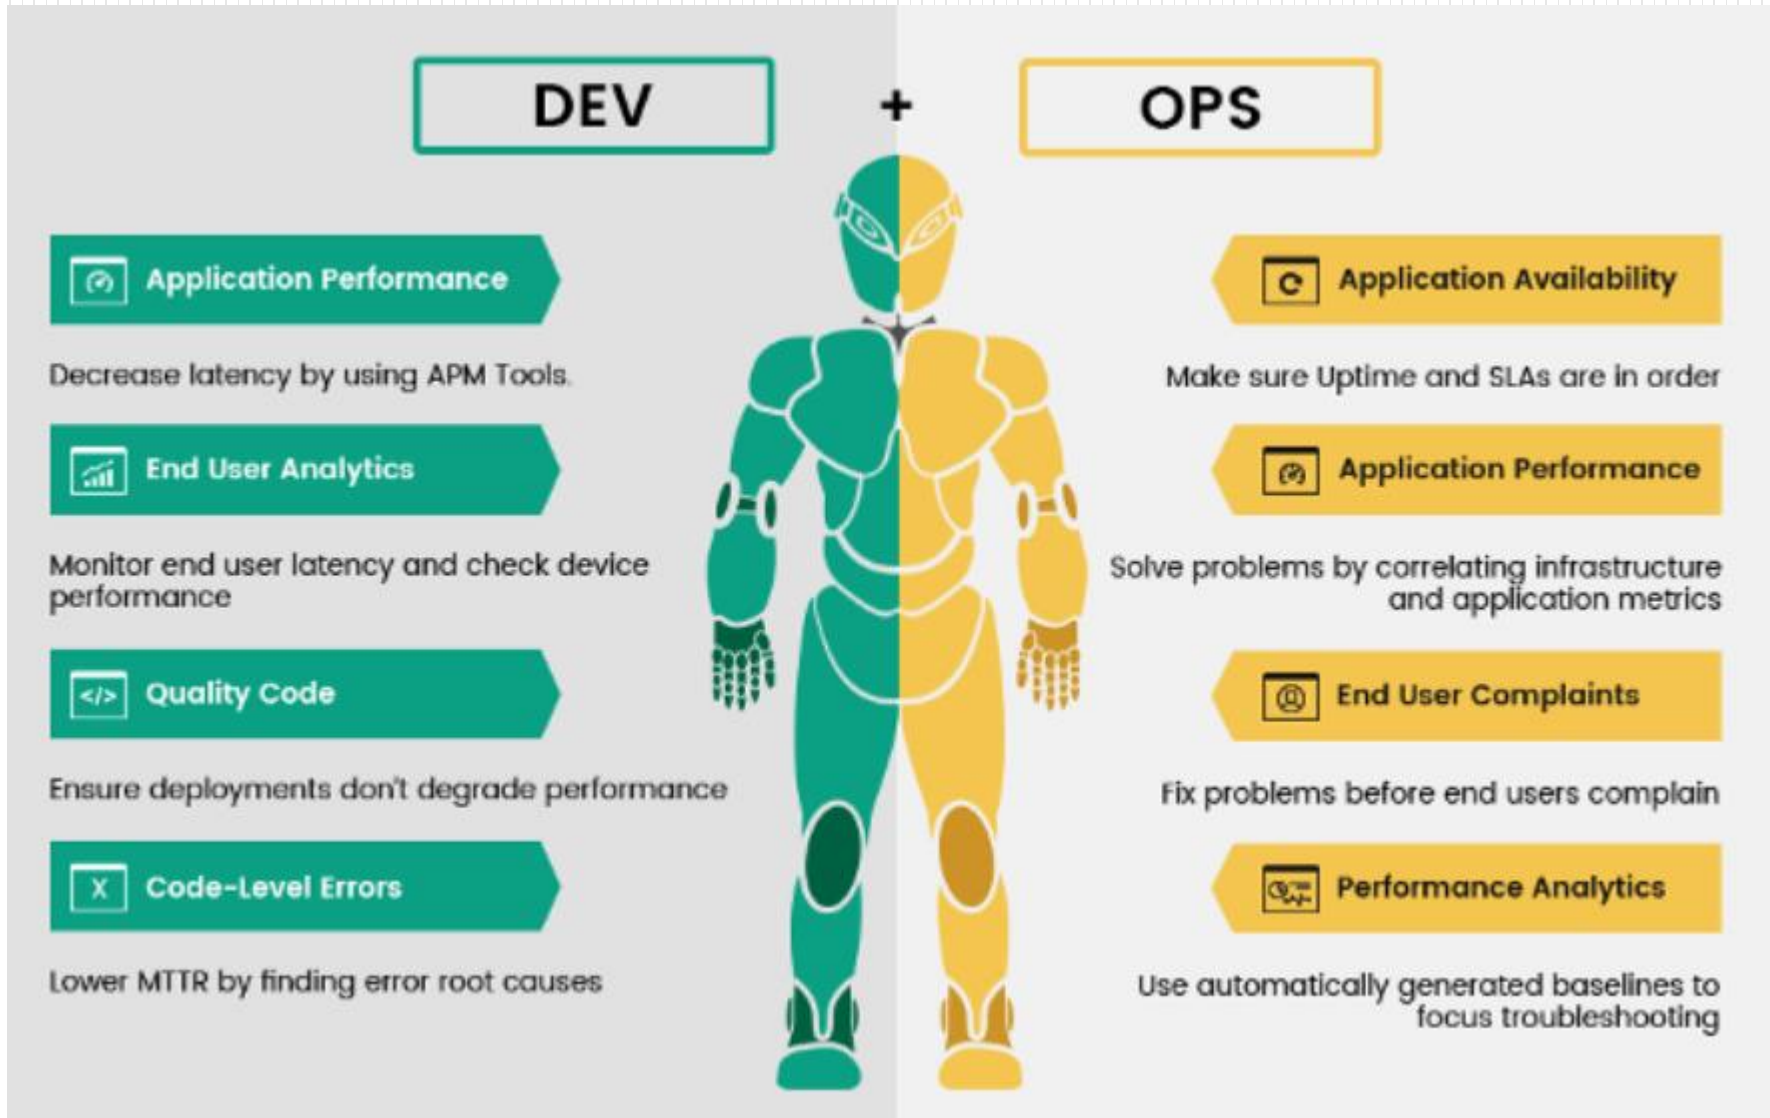 DEV + OPS
Application Performance
Decrease latency by using APM Tools.
End User Analytics
Monitor end user latency and check device
performance
</>
Quality Code
Ensure deployments don't degrade performance
X
Code-Level Errors
Lower MTTR by finding error root causes
Application Availability
Make sure Uptime and SLAs are in order
Application Performance
Solve problems by correlating infrastructure
and application metrics
End User Complaints
Fix problems before end users complain
Performance Analytics
Use automatically generated baselines to
focus troubleshooting